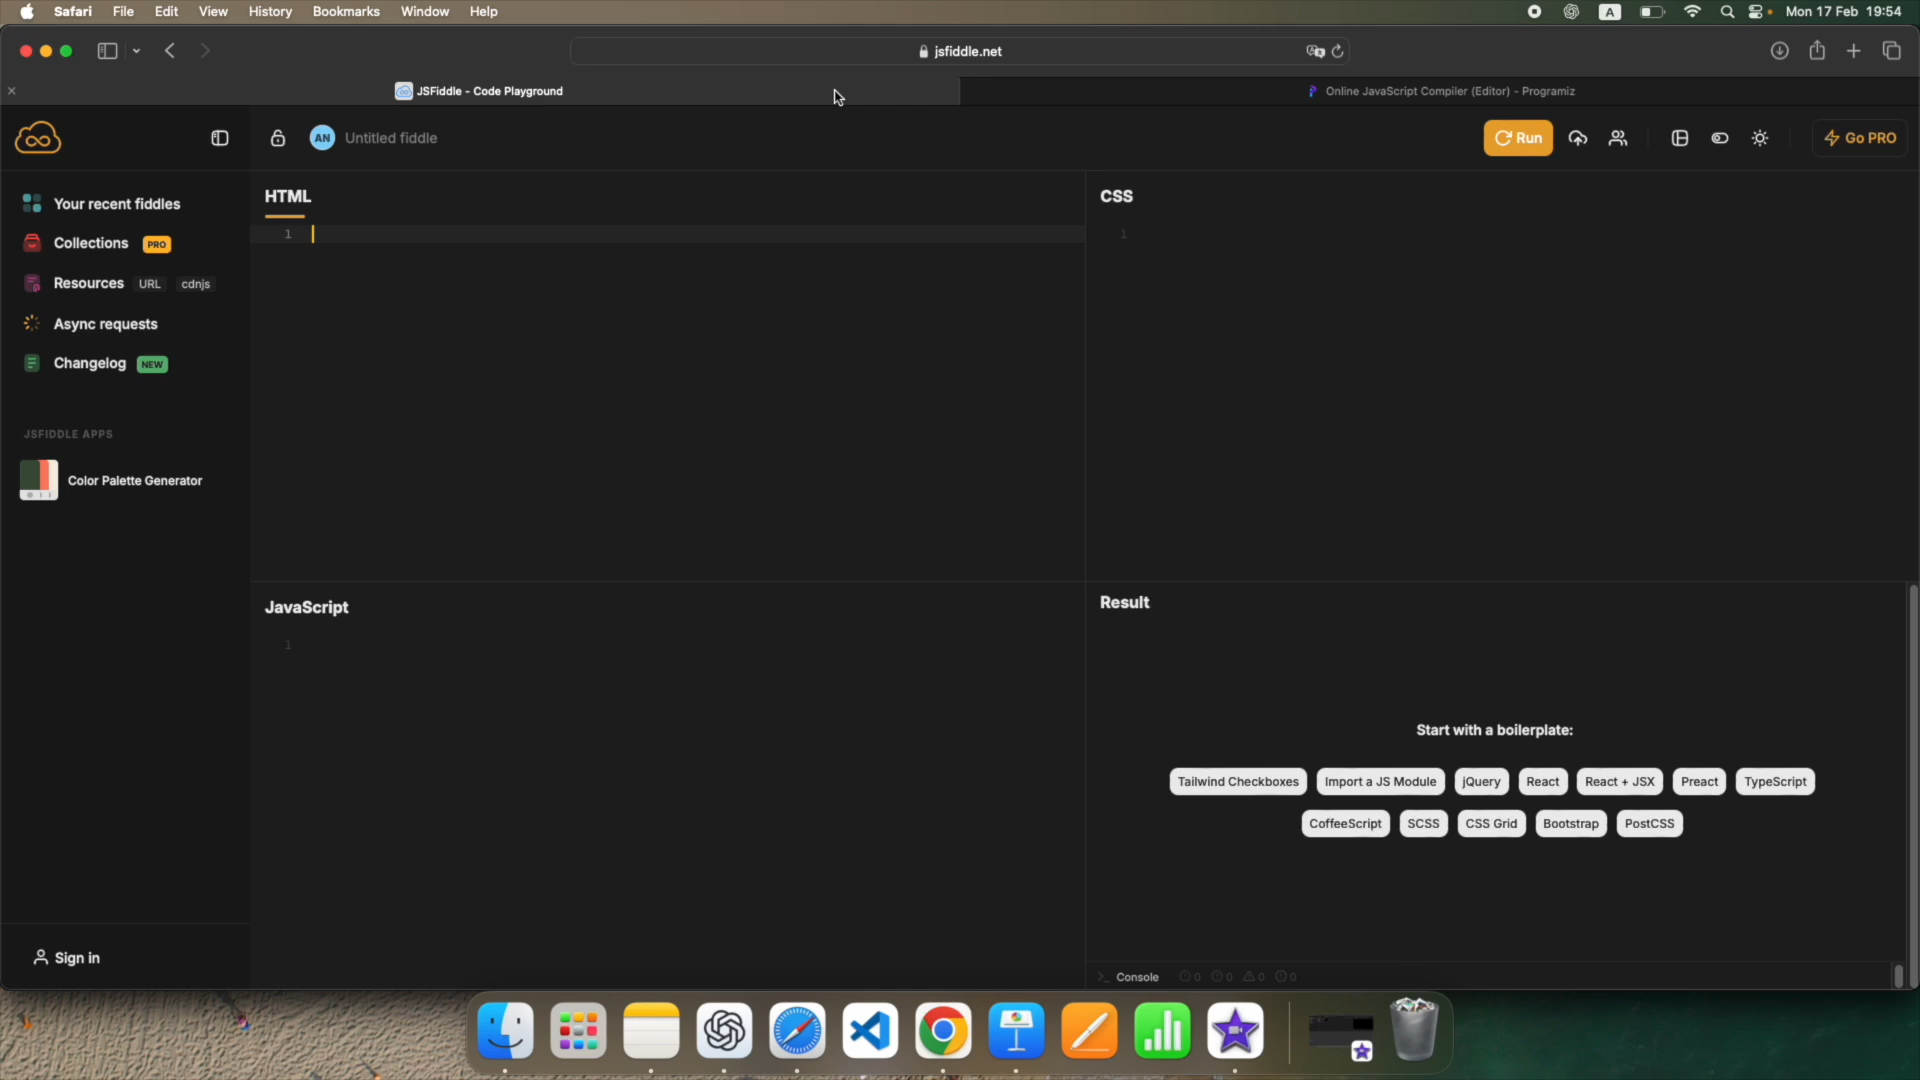 Safari File Edit View History Bookmarks Window Help A Mon 17 Feb 19:54
jsfiddle.net
JSFiddle - Code Playground
Online JavaScript Compiler (Editor) - Programiz
AN Untitled fiddle
Run
Go PRO
Your recent fiddles
Collections PRO
Resources URL cdnjs
Async requests
Changelog NEW
JSFIDDLE APPS
Color Palette Generator
Sign in
HTML
1
CSS
1
JavaScript
1
Result
Start with a boilerplate:
Tailwind Checkboxes Import a JS Module jQuery React React + JSX Preact TypeScript
CoffeeScript SCSS CSS Grid Bootstrap PostCSS
>_ Console 0 0 0 0